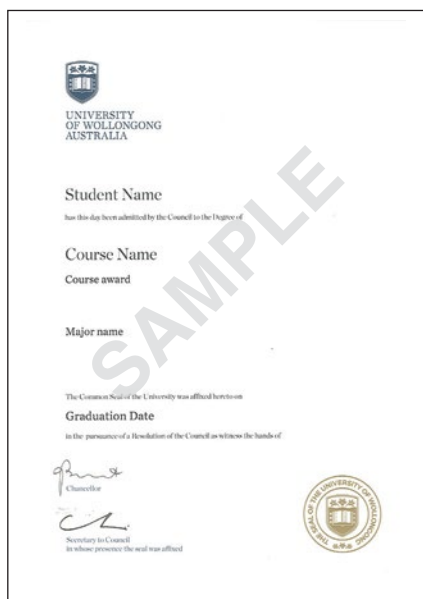 UNIVERSITY
OF WOLLONGONG
AUSTRALIA
Student Name
has this day been admitted by the Council to the Degree of
Course Name
Course award
Major name
SAMPLE
The Common Seal of the University was affixed hereto on
Graduation Date
in the pursuance of a Resolution of the Council as witness the hands of
Chancellor
Secretary to Council
in whose presence the seal was affixed
THE SEAL OF THE UNIVERSITY OF WOLLONGONG